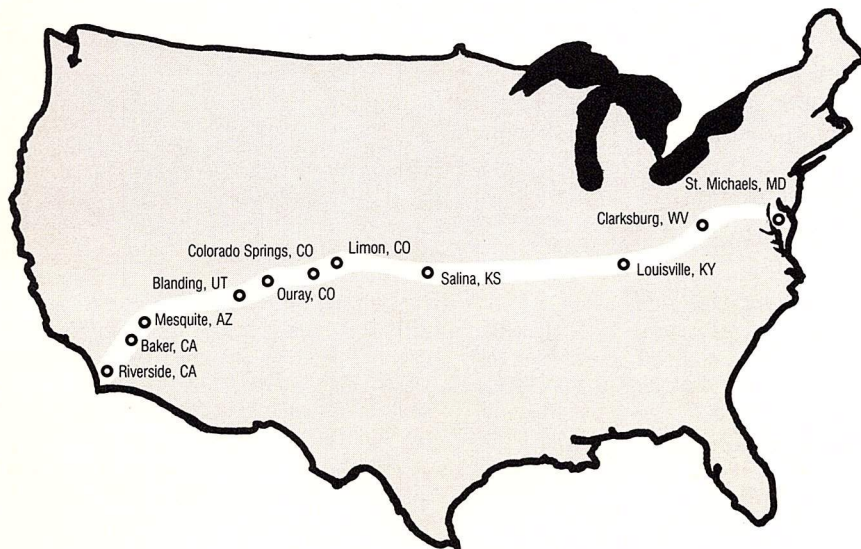 St. Michaels, MD
Clarksburg, WV
Colorado Springs, CO
Limon, CO
Louisville, KY
Salina, KS
Blanding, UT
Ouray, CO
Mesquite, AZ
Baker, CA
Riverside, CA